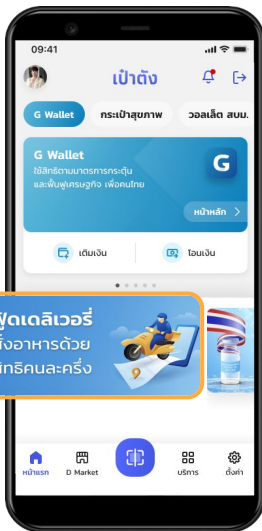 09:41
เป๋าตัง
G Wallet
กระเป๋าสุขภาพ
วอลเล็ต สบม.
G Wallet
ใช้สิทธิตามมาตรการกระตุ้น
และฟื้นฟูเศรษฐกิจ เพื่อคนไทย
G
หน้าหลัก >
เติมเงิน
โอนเงิน
ฟู้ดเดลิเวอรี่
สั่งอาหารด้วย
สิทธิคนละครึ่ง
หน้าแรก
D Market
บริการ
ตั้งค่า